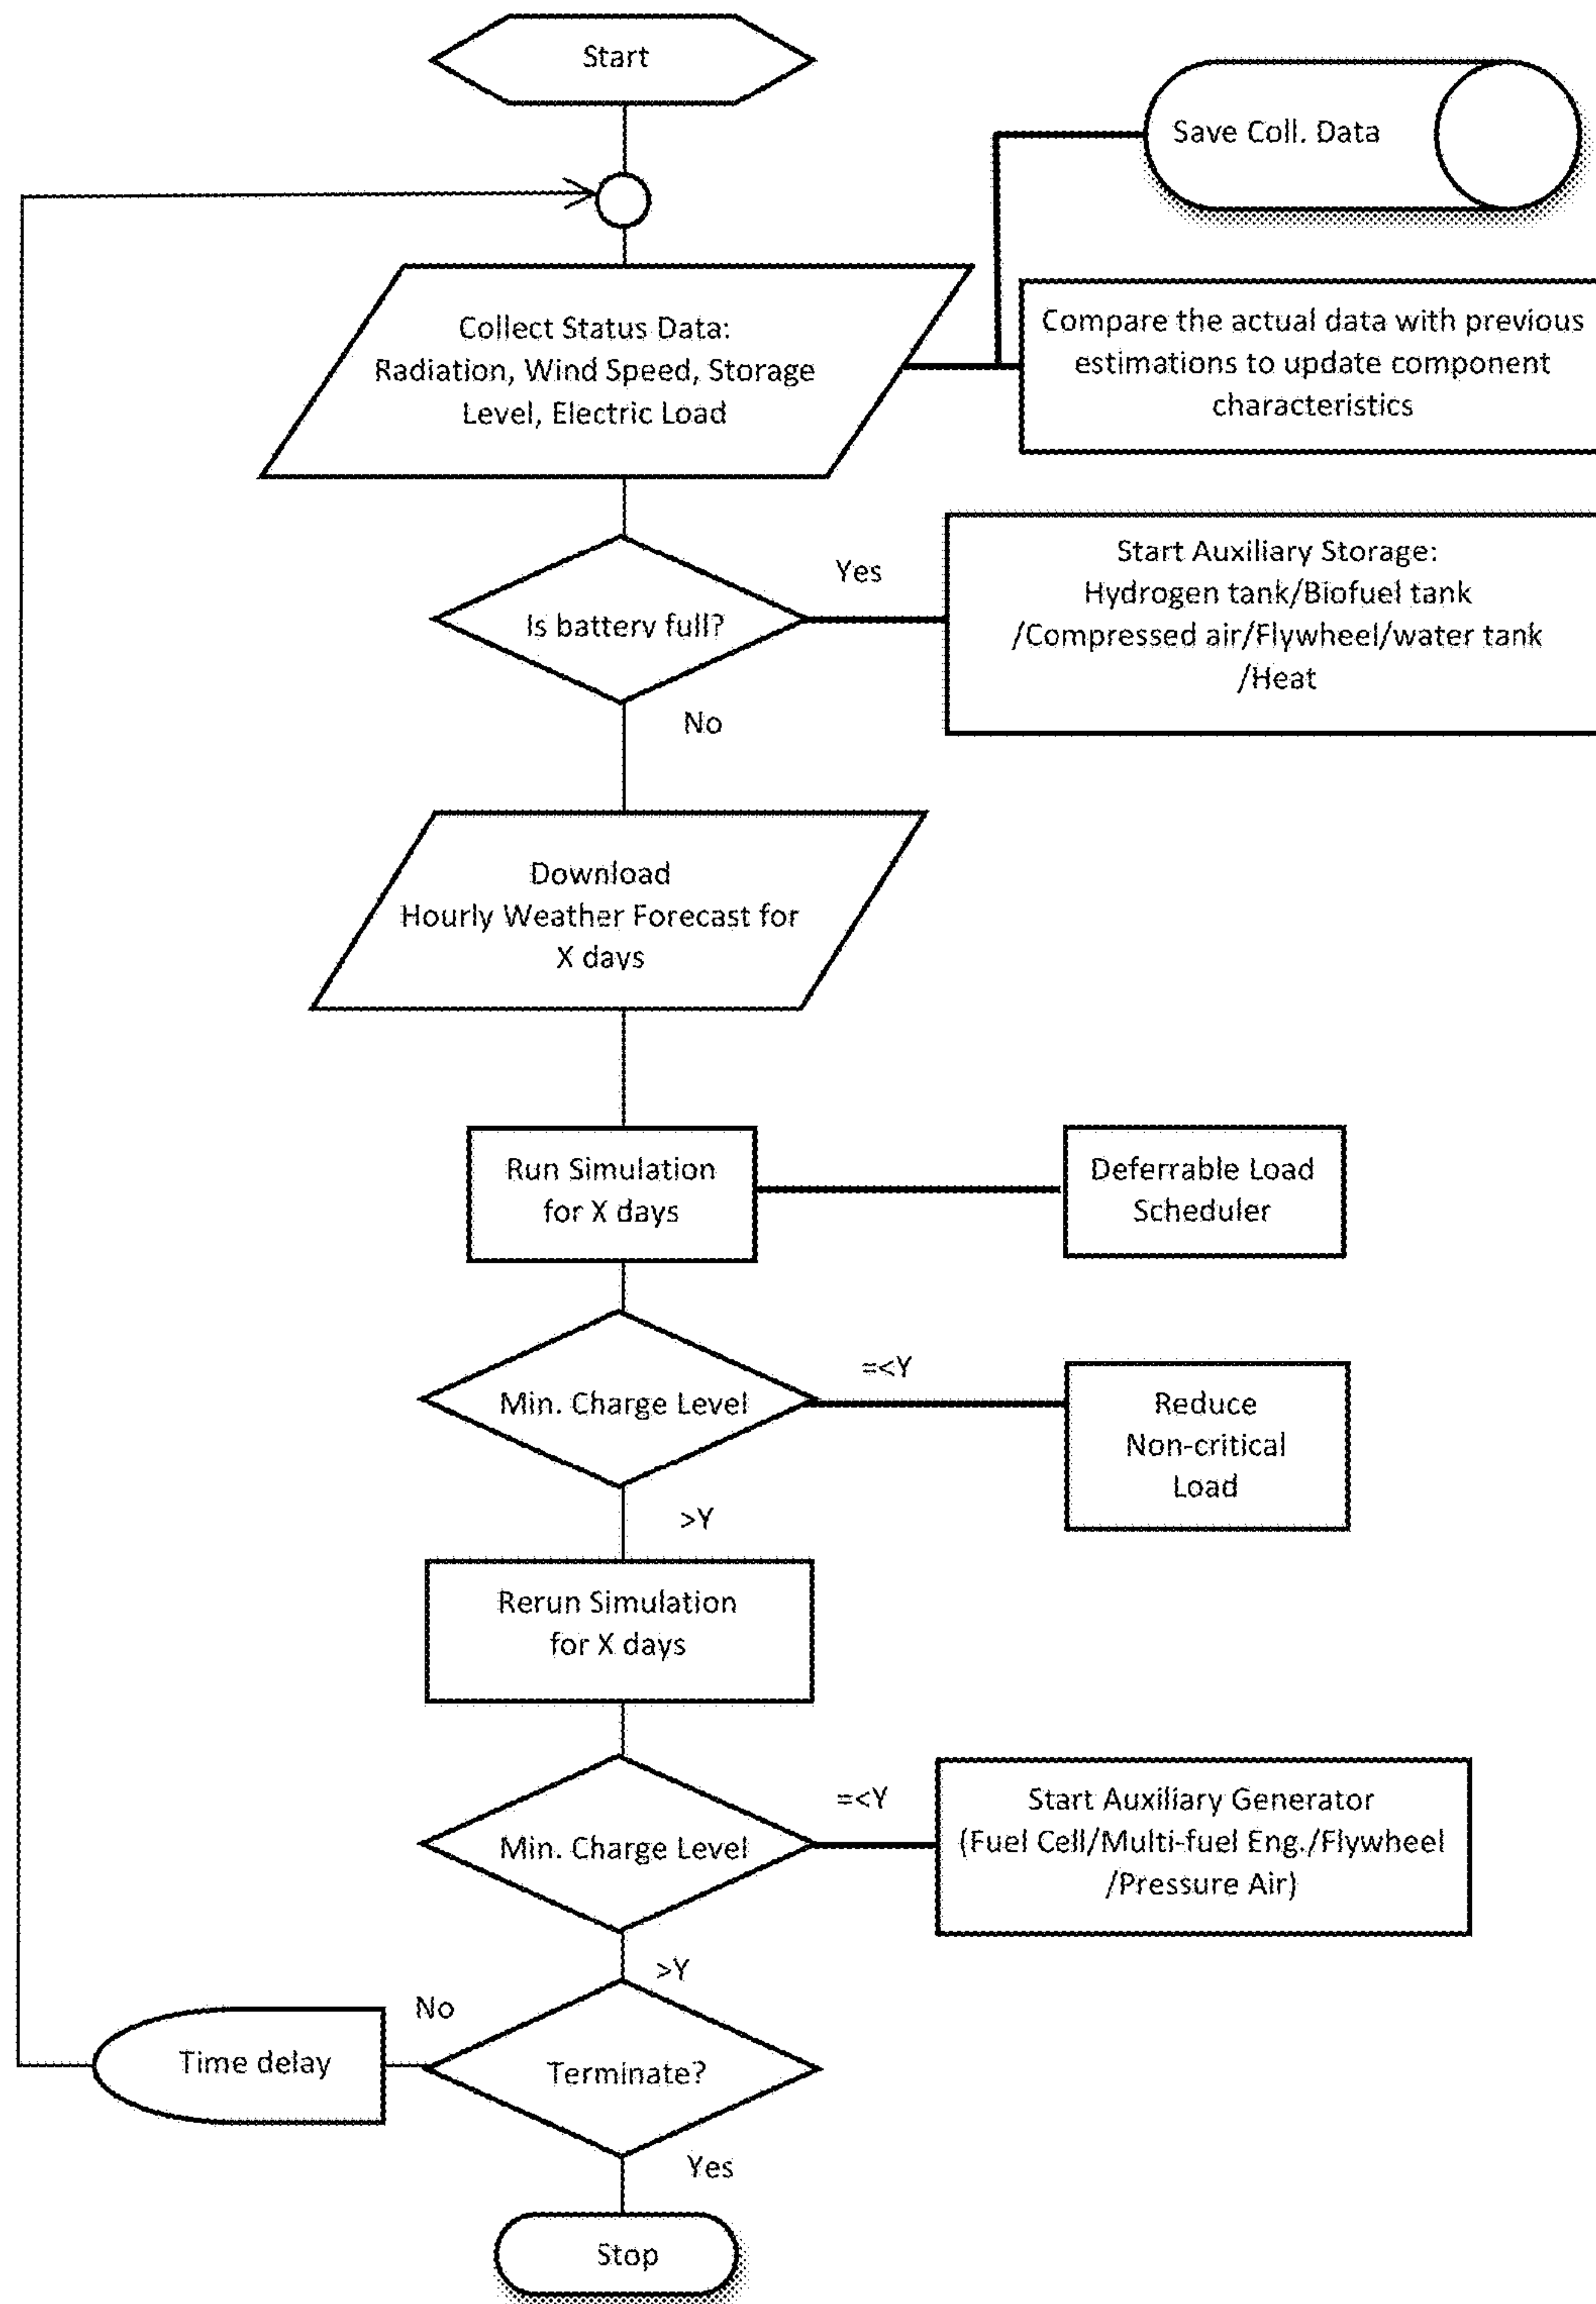 Start
Save Coll. Data
Collect Status Data:
Radiation, Wind Speed, Storage
Level, Electric Load
Compare the actual data with previous
estimations to update component
characteristics
Is battery full?
Yes
Start Auxiliary Storage:
Hydrogen tank/Biofuel tank
/Compressed air/Flywheel/water tank
/Heat
No
Download
Hourly Weather Forecast for
X days
Run Simulation
for X days
Deferrable Load
Scheduler
Min. Charge Level
=<Y
Reduce
Non-critical
Load
>Y
Rerun Simulation
for X days
Min. Charge Level
=<Y
Start Auxiliary Generator
(Fuel Cell/Multi-fuel Eng./Flywheel
/Pressure Air)
>Y
No
Time delay
Terminate?
Yes
Stop